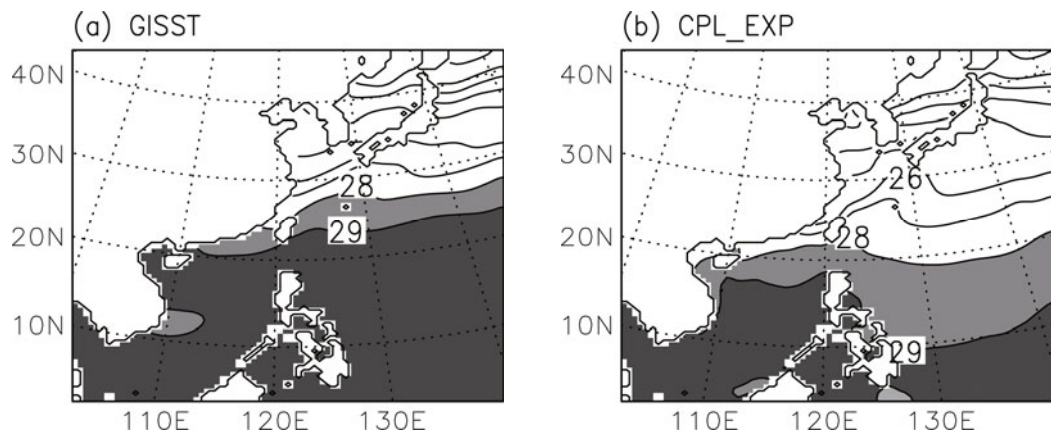 (a) GISST
40N
30N
20N
10N
28
29
110E 120E 130E
(b) CPL_EXP
40N
30N
20N
10N
26
28
29
110E 120E 130E